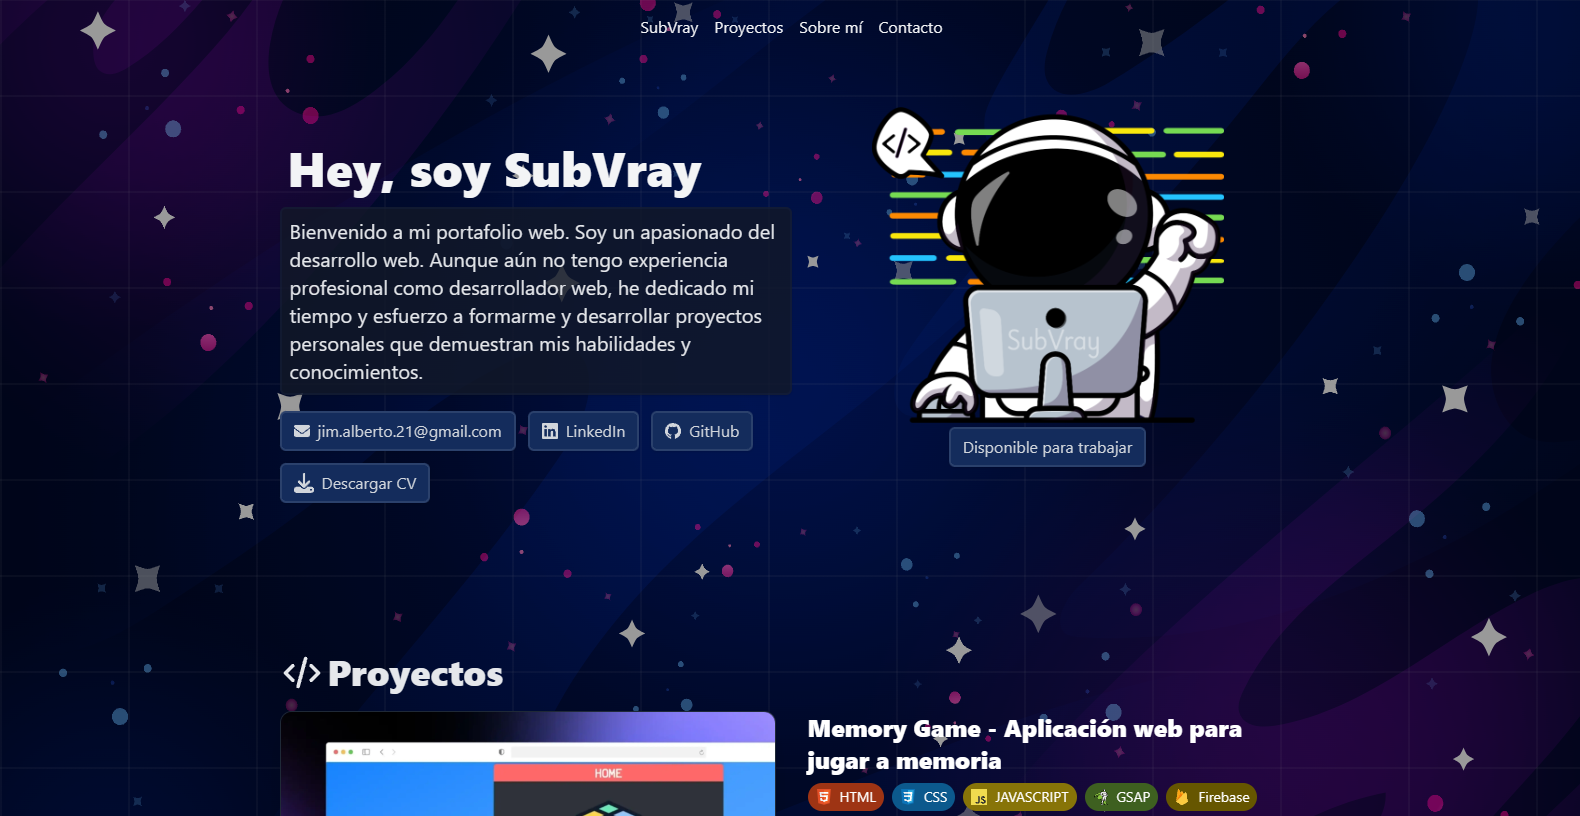 SubVray Proyectos Sobre mí Contacto
Hey, soy SubVray
Bienvenido a mi portafolio web. Soy un apasionado del
desarrollo web. Aunque aún no tengo experiencia
profesional como desarrollador web, he dedicado mi
tiempo y esfuerzo a formarme y desarrollar proyectos
personales que demuestran mis habilidades y
conocimientos.
jim.alberto.21@gmail.com LinkedIn GitHub
Descargar CV
</>
SubVray
Disponible para trabajar
</> Proyectos
HOME
Memory Game - Aplicación web para
jugar a memoria
HTML CSS JS JAVASCRIPT GSAP Firebase